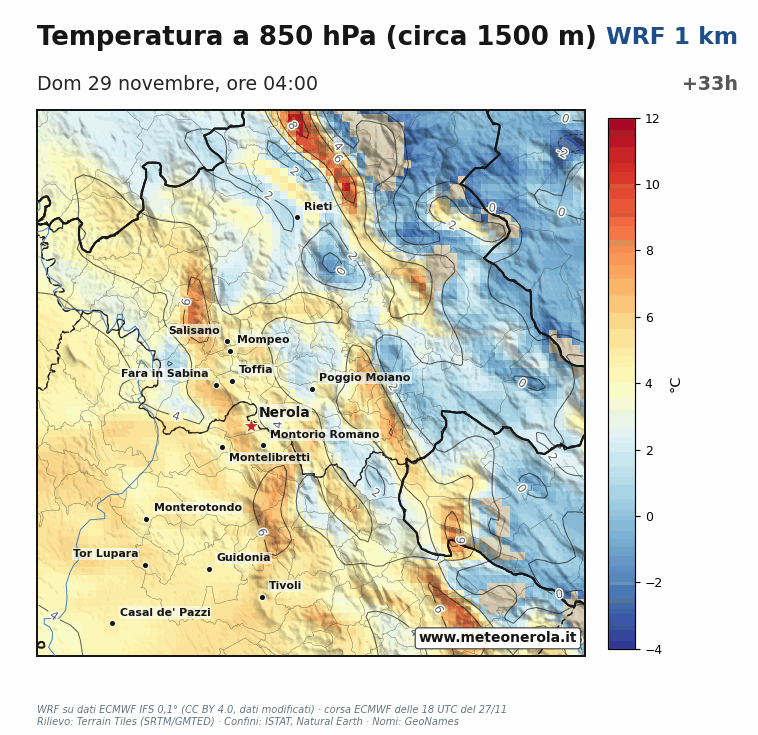 Temperatura a 850 hPa (circa 1500 m) WRF 1 km
Dom 29 novembre, ore 04:00 +33h
Rieti
Salisano
Mompeo
Fara in Sabina
Toffia
Poggio Moiano
Nerola
Montorio Romano
Montelibretti
Monterotondo
Tor Lupara
Guidonia
Tivoli
Casal de' Pazzi
www.meteonerola.it
12
10
8
6
4
2
0
−2
−4
°C
WRF su dati ECMWF IFS 0,1° (CC BY 4.0, dati modificati) · corsa ECMWF delle 18 UTC del 27/11
Rilievo: Terrain Tiles (SRTM/GMTED) · Confini: ISTAT, Natural Earth · Nomi: GeoNames